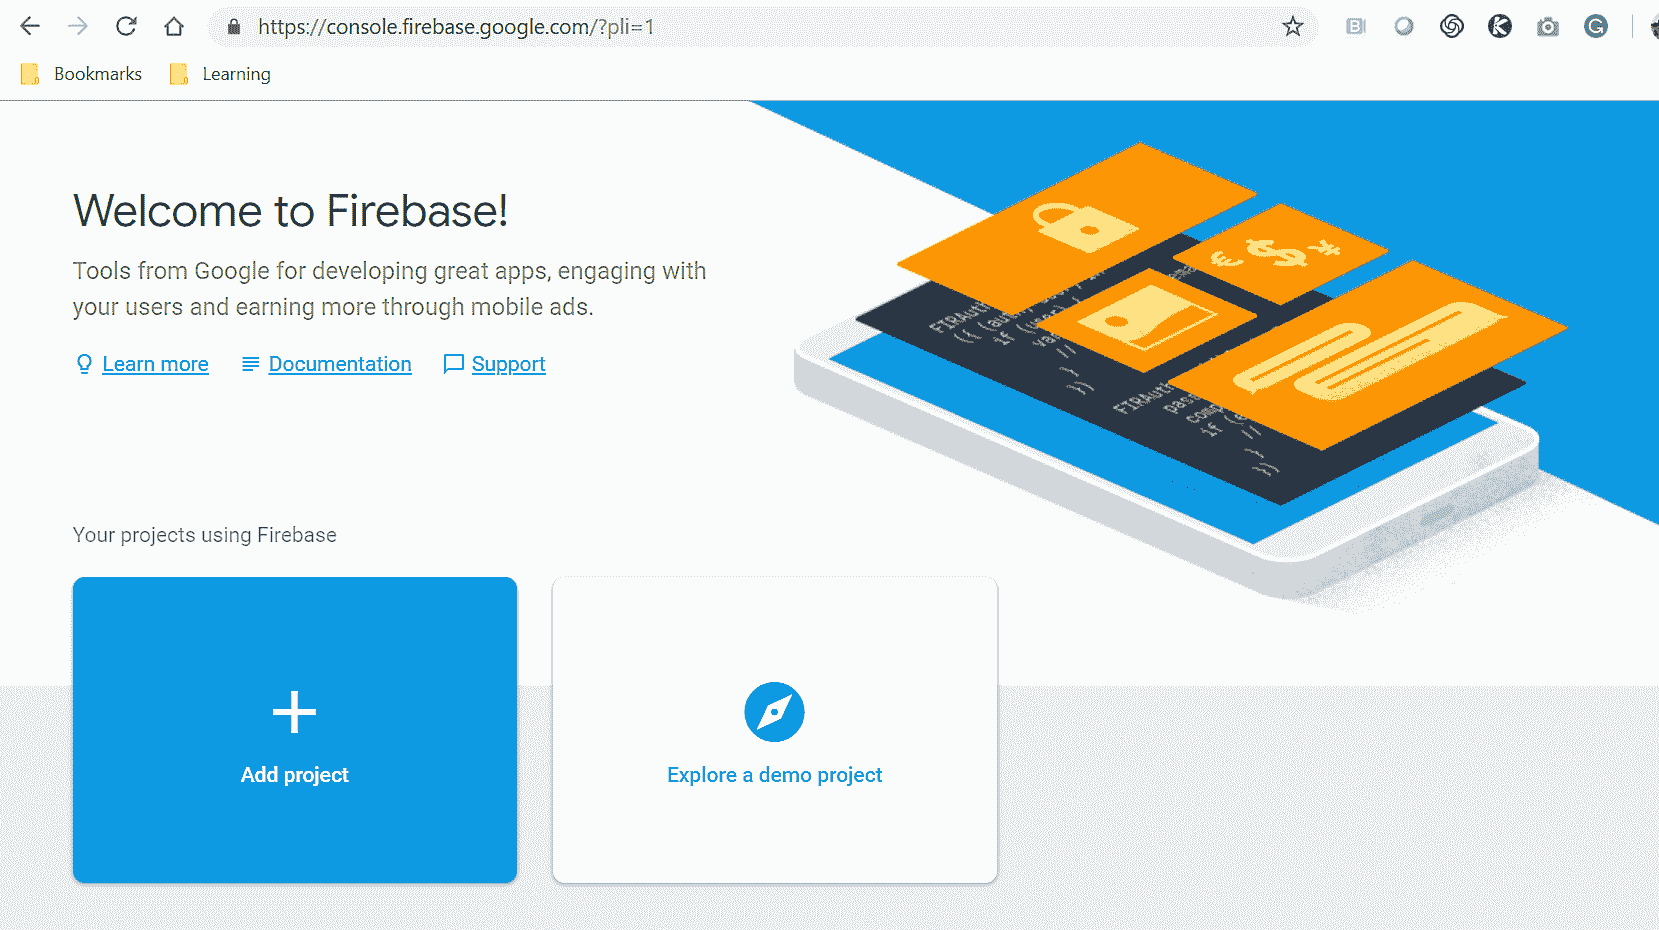 https://console.firebase.google.com/?pli=1
Bookmarks
Learning
Welcome to Firebase!
Tools from Google for developing great apps, engaging with
your users and earning more through mobile ads.
Learn more
Documentation
Support
Your projects using Firebase
Add project
Explore a demo project